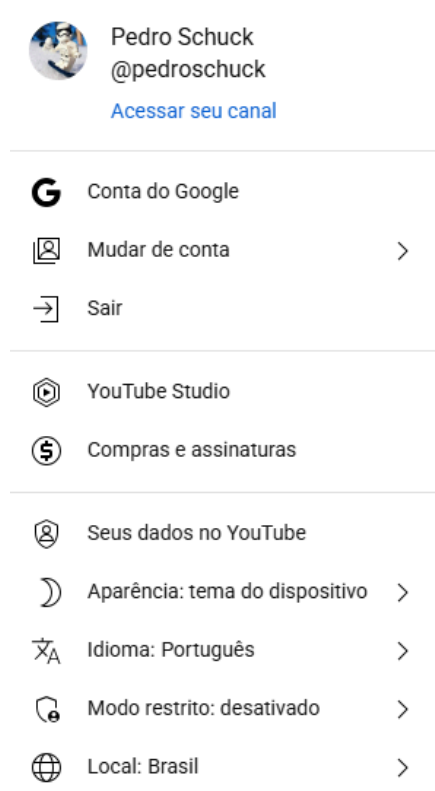 Pedro Schuck
@pedroschuck
Acessar seu canal
Conta do Google
Mudar de conta
Sair
YouTube Studio
Compras e assinaturas
Seus dados no YouTube
Aparência: tema do dispositivo
Idioma: Português
Modo restrito: desativado
Local: Brasil